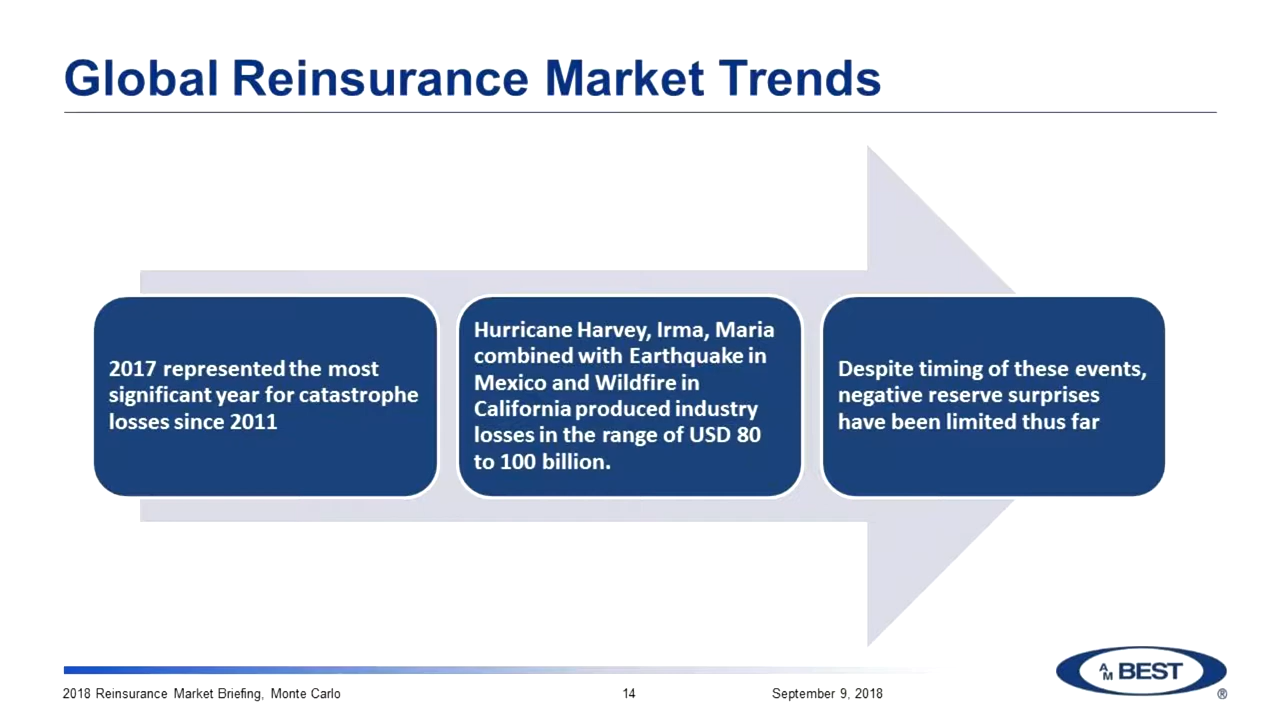 Global Reinsurance Market Trends
2017 represented the most
significant year for catastrophe
losses since 2011
Hurricane Harvey, Irma, Maria
combined with Earthquake in
Mexico and Wildfire in
California produced industry
losses in the range of USD 80
to 100 billion.
Despite timing of these events,
negative reserve surprises
have been limited thus far
2018 Reinsurance Market Briefing, Monte Carlo
14
September 9, 2018
AM BEST ®